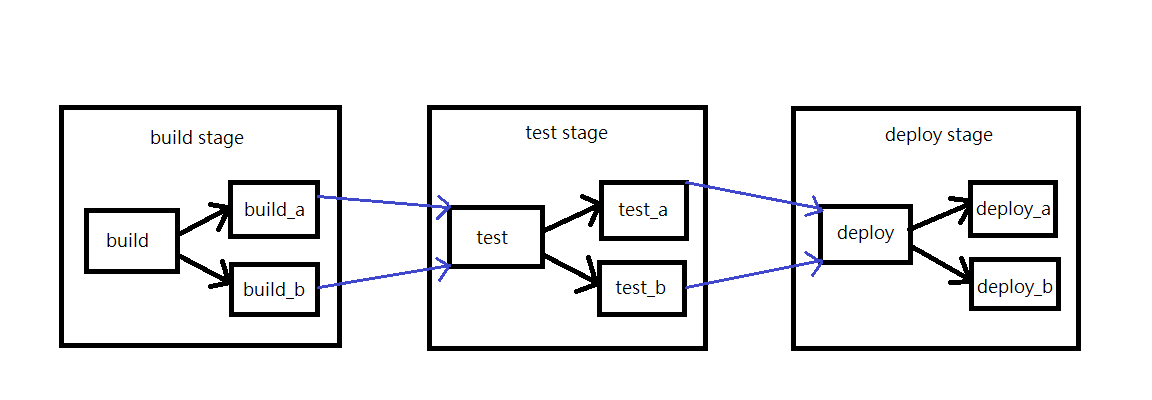 build stage
build
build_a
build_b
test stage
test
test_a
test_b
deploy stage
deploy
deploy_a
deploy_b